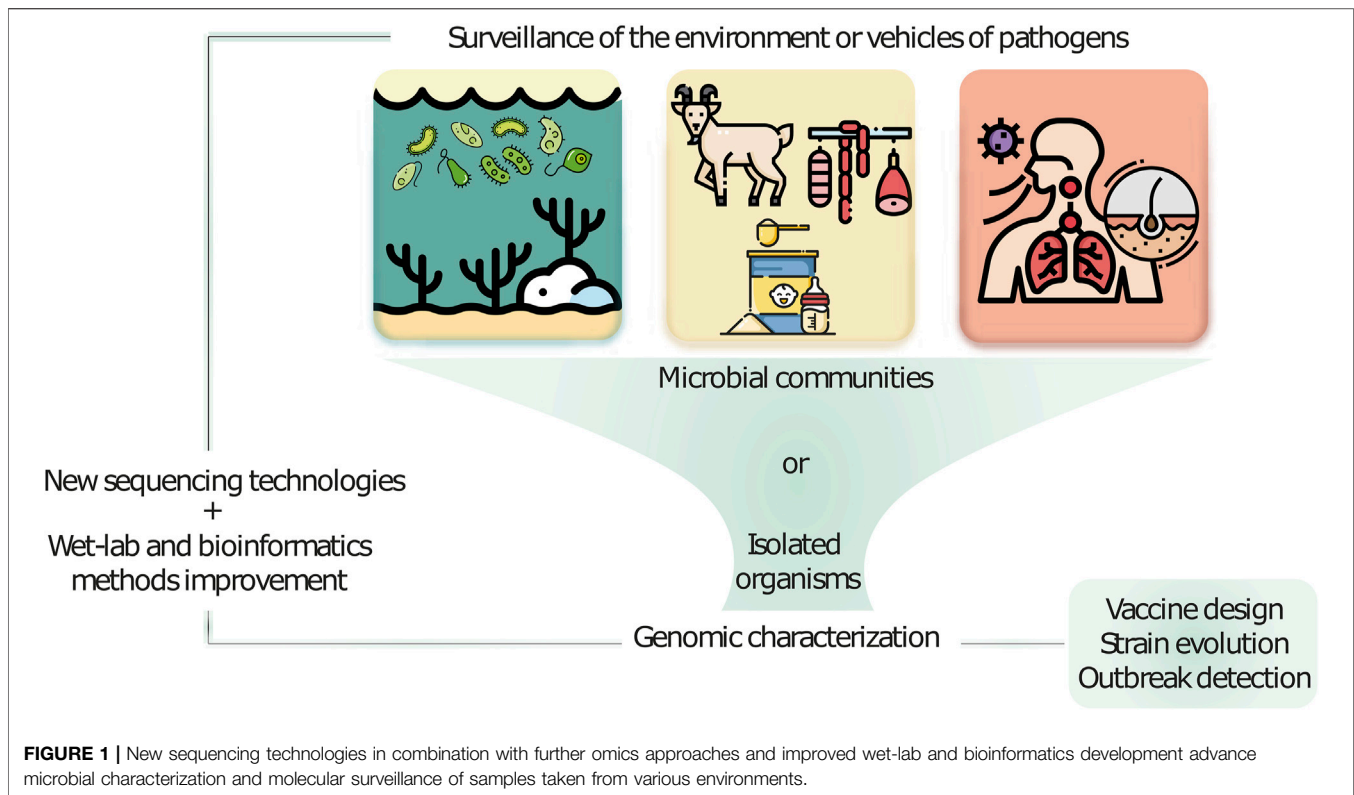 Surveillance of the environment or vehicles of pathogens
Microbial communities
or
Isolated
organisms
New sequencing technologies
+
Wet-lab and bioinformatics
methods improvement
Genomic characterization
Vaccine design
Strain evolution
Outbreak detection
FIGURE 1 | New sequencing technologies in combination with further omics approaches and improved wet-lab and bioinformatics development advance
microbial characterization and molecular surveillance of samples taken from various environments.